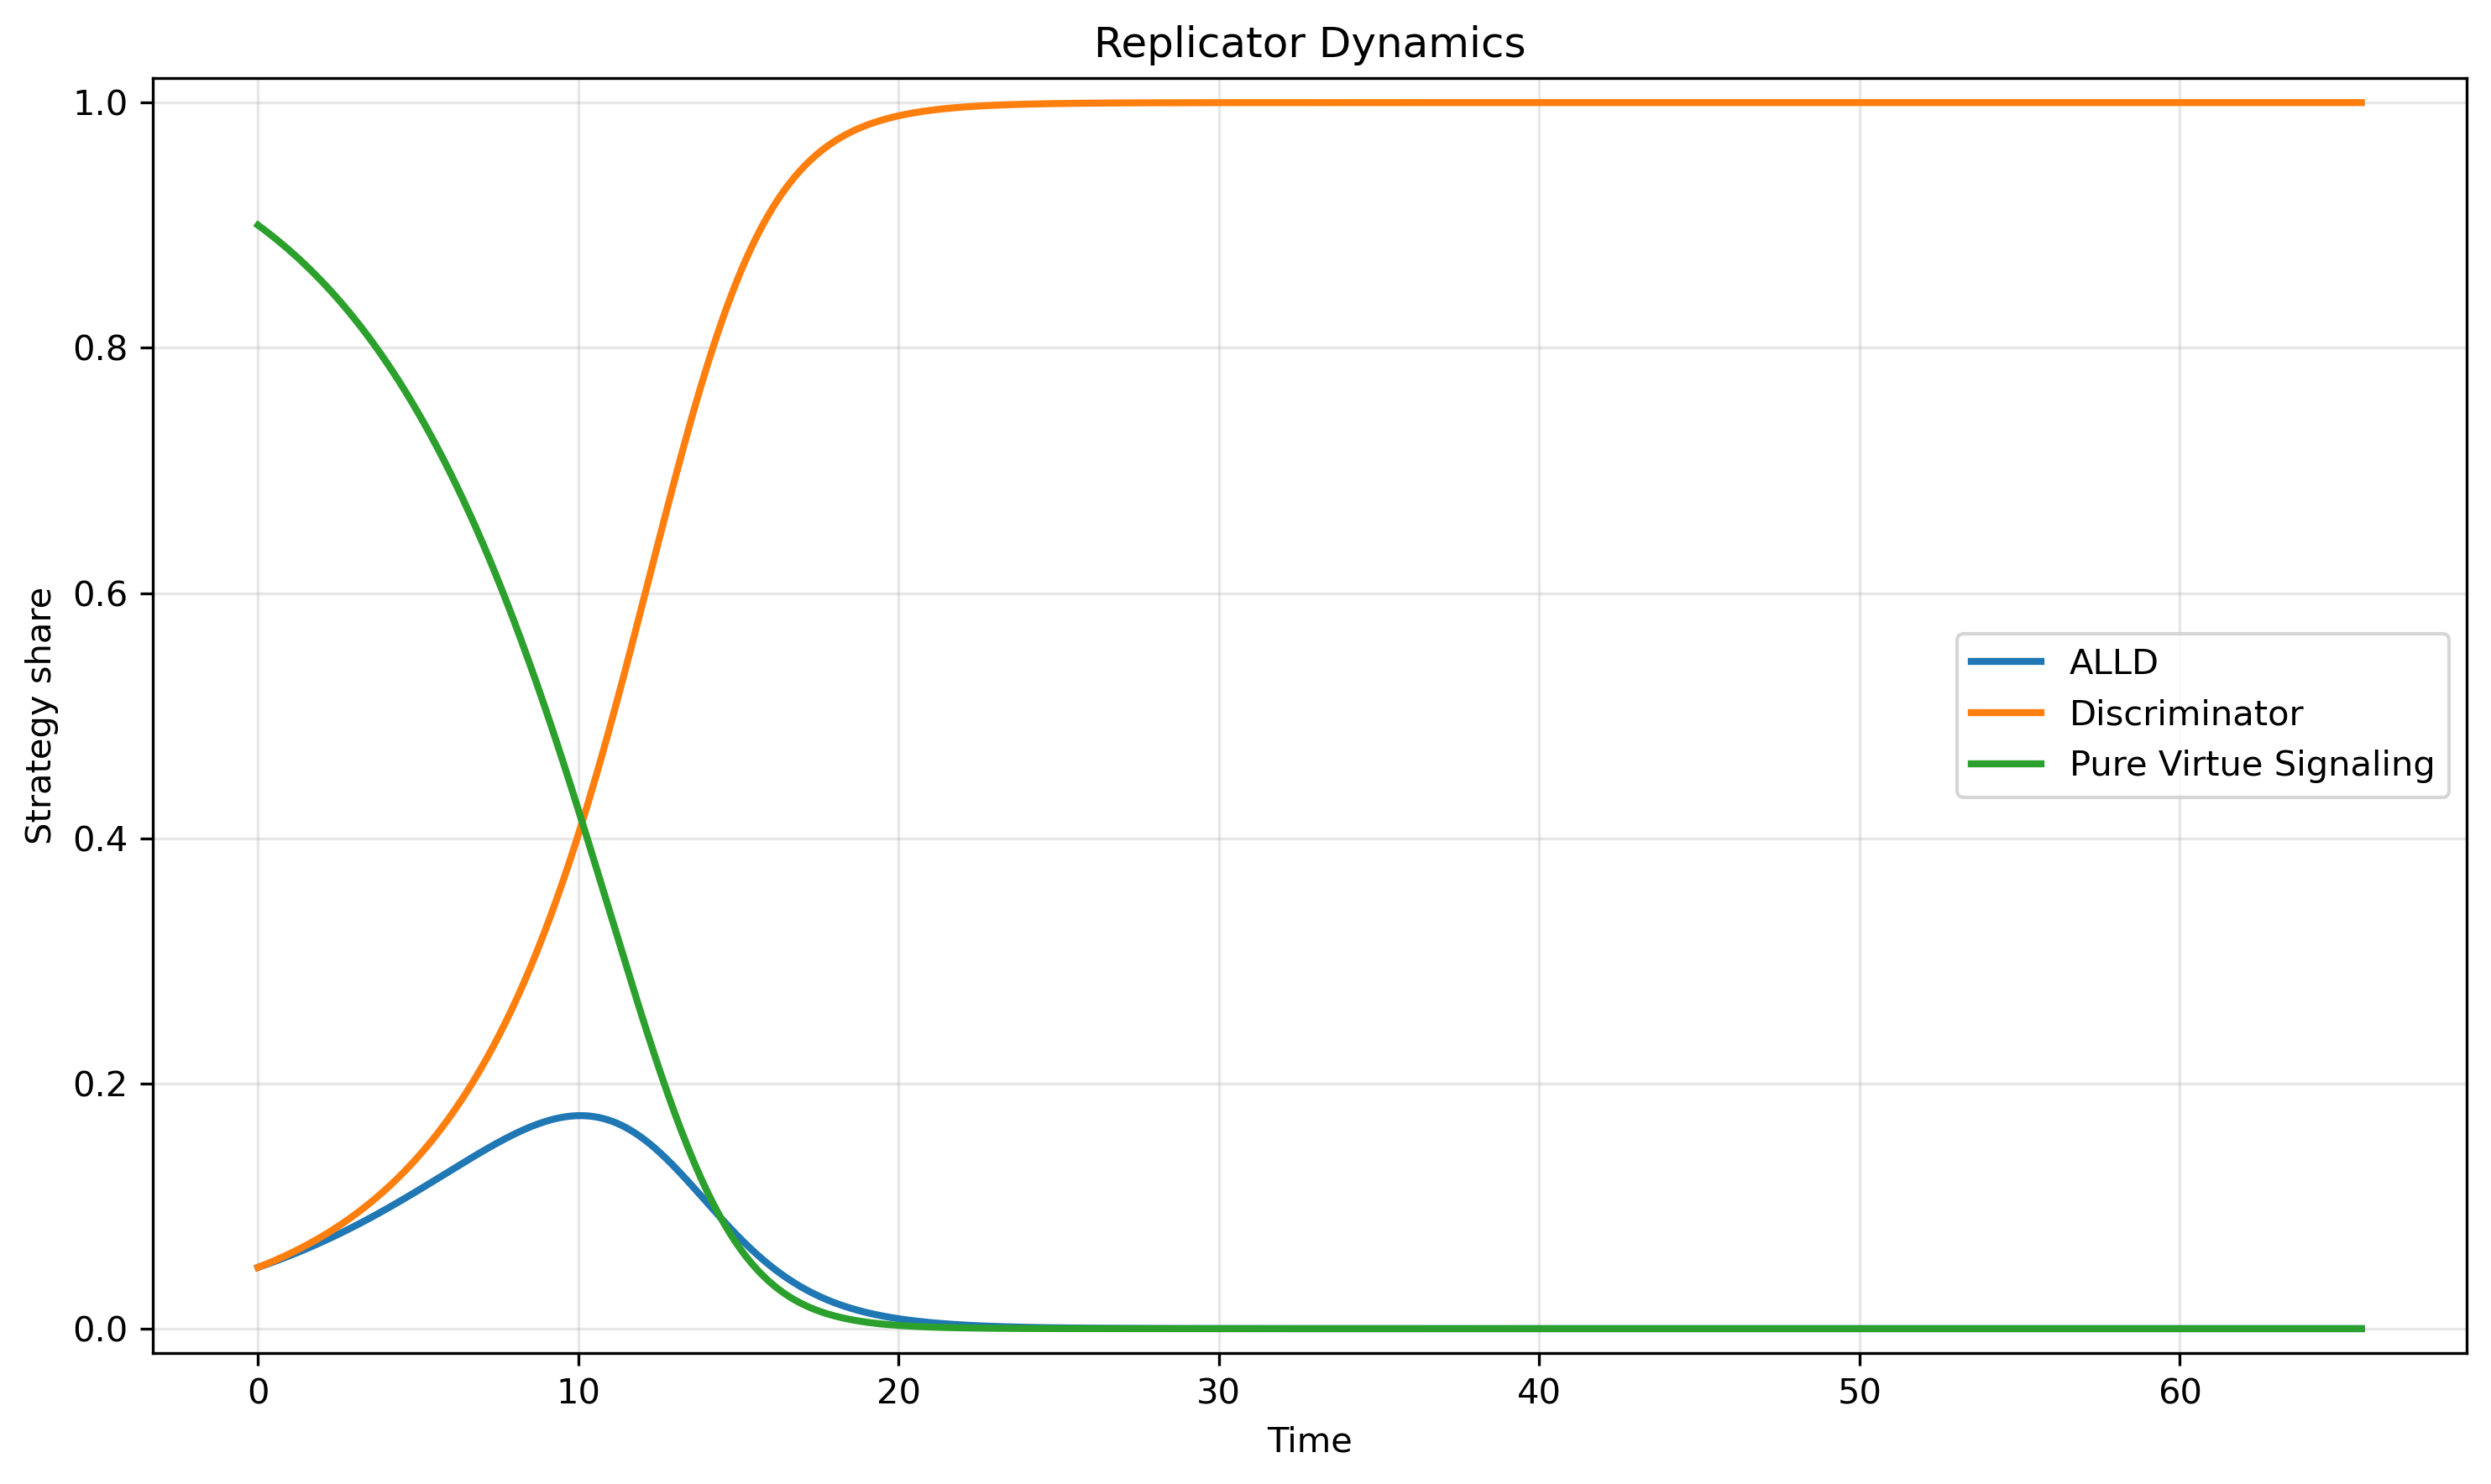 Replicator Dynamics
Strategy share
1.0
0.8
0.6
0.4
0.2
0.0
ALLD
Discriminator
Pure Virtue Signaling
0 10 20 30 40 50 60
Time